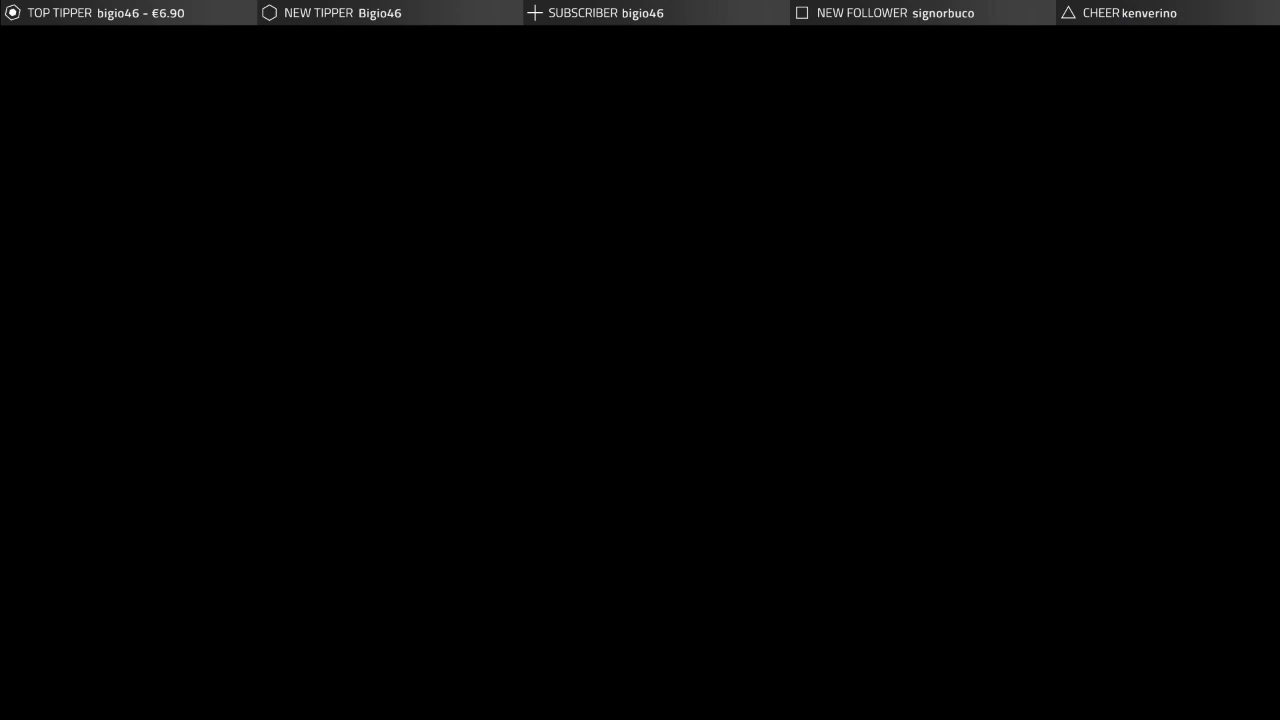 TOP TIPPER bigio46 - €6.90 NEW TIPPER Bigio46 SUBSCRIBER bigio46 NEW FOLLOWER signorbuco CHEER kenverino